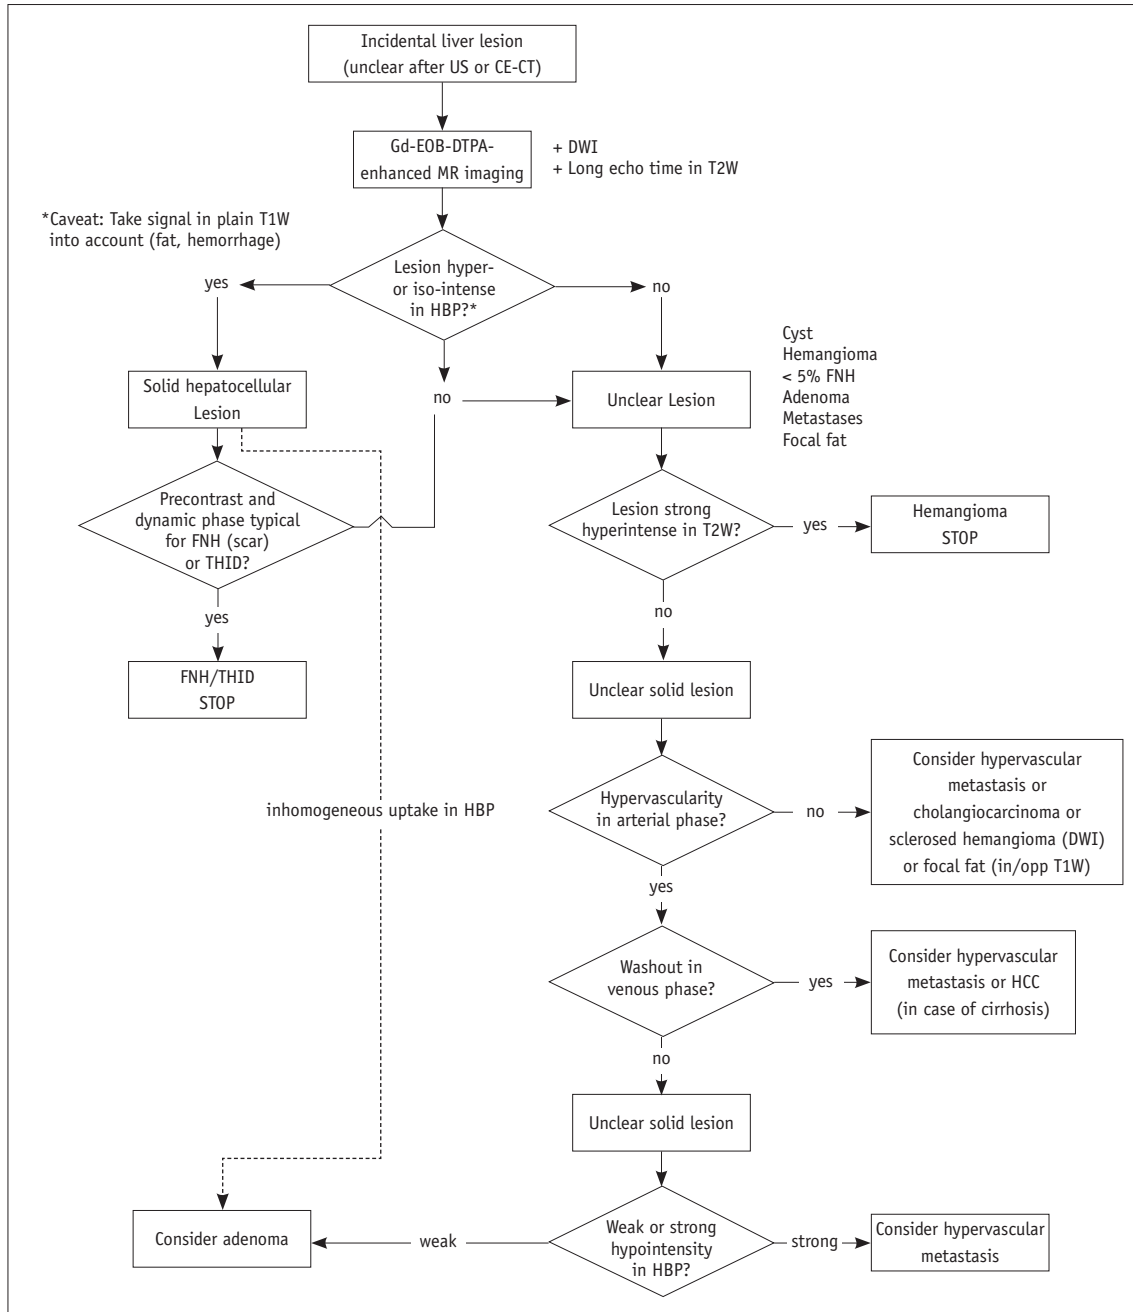 Incidental liver lesion
(unclear after US or CE-CT)
Gd-EOB-DTPA-
enhanced MR imaging
+ DWI
+ Long echo time in T2W
*Caveat: Take signal in plain T1W
into account (fat, hemorrhage)
Lesion hyper-
or iso-intense
in HBP?*
yes
no
Cyst
Hemangioma
< 5% FNH
Adenoma
Metastases
Focal fat
Solid hepatocellular
Lesion
no
Unclear Lesion
Precontrast and
dynamic phase typical
for FNH (scar)
or THID?
Lesion strong
hyperintense in T2W?
yes
Hemangioma
STOP
yes
no
FNH/THID
STOP
Unclear solid lesion
inhomogeneous uptake in HBP
Hypervascularity
in arterial phase?
no
Consider hypervascular
metastasis or
cholangiocarcinoma or
sclerosed hemangioma (DWI)
or focal fat (in/opp T1W)
yes
Washout in
venous phase?
yes
Consider hypervascular
metastasis or HCC
(in case of cirrhosis)
no
Unclear solid lesion
Consider adenoma
weak
Weak or strong
hypointensity
in HBP?
strong
Consider hypervascular
metastasis